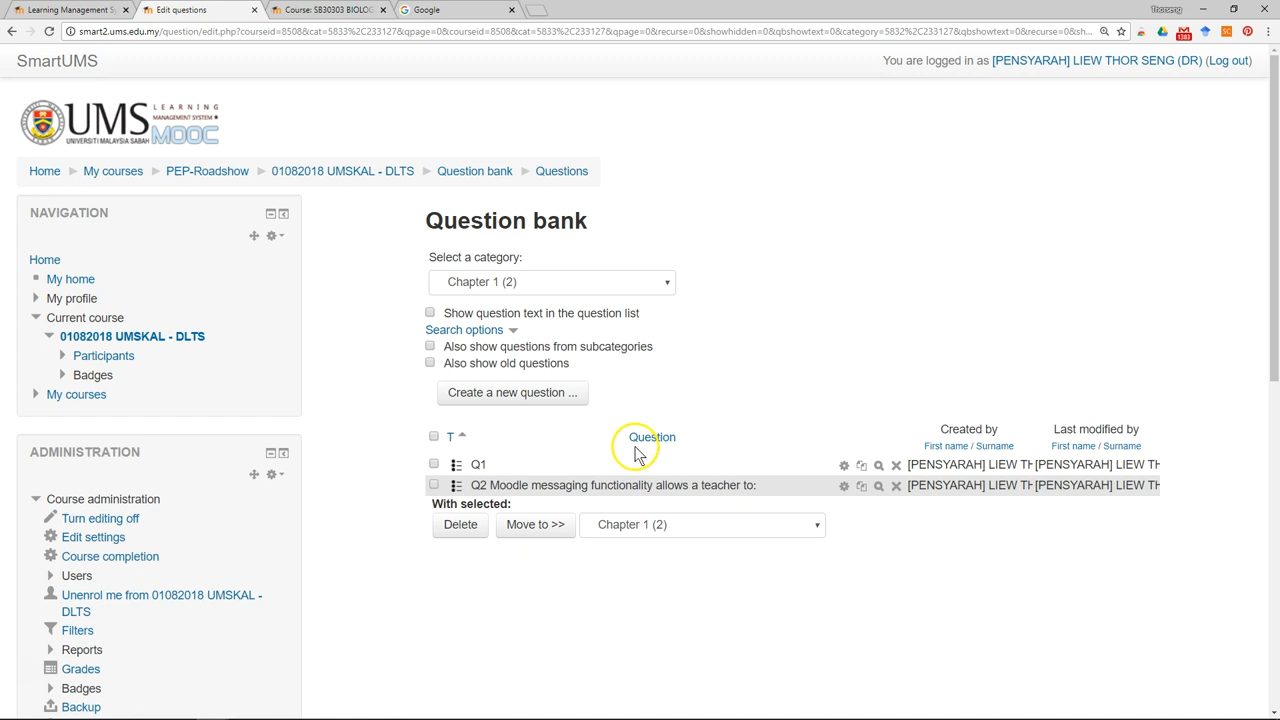 Learning Management Sy
Edit questions
Course: SB30303 BIOLOG
Google
Thorseng
smart2.ums.edu.my/question/edit.php?courseid=8508&cat=5833%2C233127&qpage=0&courseid=8508&cat=5833%2C233127&qpage=0&recurse=0&showhidden=0&qbshowtext=0&category=5832%2C233127&qbshowtext=0&recurse=0&shov
1383
SC
SmartUMS
You are logged in as [PENSYARAH] LIEW THOR SENG (DR) (Log out)
UMS
UNIVERSITI MALAYSIA SABAH
LEARNING
MANAGEMENT SYSTEM
MOOC
Home My courses PEP-Roadshow 01082018 UMSKAL - DLTS Question bank Questions
NAVIGATION
Home
My home
My profile
Current course
01082018 UMSKAL - DLTS
Participants
Badges
My courses
ADMINISTRATION
Course administration
Turn editing off
Edit settings
Course completion
Users
Unenrol me from 01082018 UMSKAL -
DLTS
Filters
Reports
Grades
Badges
Backup
Question bank
Select a category:
Chapter 1 (2)
Show question text in the question list
Search options
Also show questions from subcategories
Also show old questions
Create a new question ...
T Question Created by Last modified by
First name / Surname First name / Surname
Q1 [PENSYARAH] LIEW TH [PENSYARAH] LIEW TH
Q2 Moodle messaging functionality allows a teacher to: [PENSYARAH] LIEW TH [PENSYARAH] LIEW TH
With selected:
Delete Move to >> Chapter 1 (2)